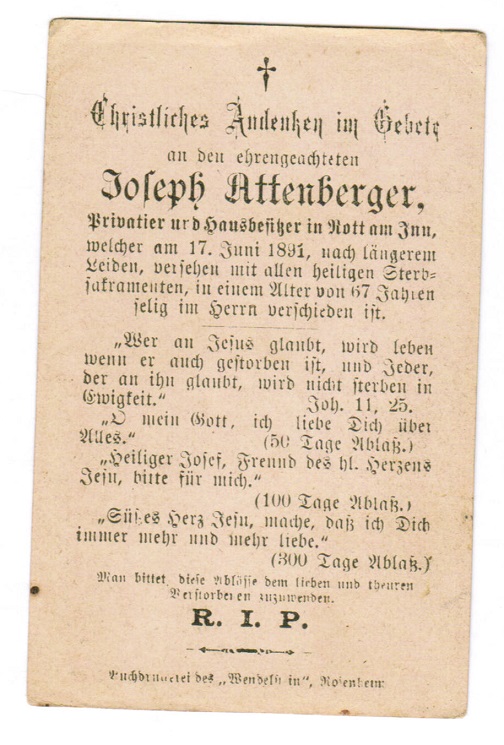 Christliches Andenken im Gebete
an den ehrengeachteten
Joseph Attenberger,
Privatier und Hausbesitzer in Rott am Inn,
welcher am 17. Juni 1891, nach längerem
Leiden, versehen mit allen heiligen Sterb-
sakramenten, in einem Alter von 67 Jahren
selig im Herrn verschieden ist.
„Wer an Jesus glaubt, wird leben
wenn er auch gestorben ist, und Jeder,
der an ihn glaubt, wird nicht sterben in
Ewigkeit.“ Joh. 11, 25.
„O mein Gott, ich liebe Dich über
Alles.“ (50 Tage Ablaß.)
„Heiliger Josef, Freund des hl. Herzens
Jesu, bitte für mich.“
(100 Tage Ablaß.)
„Süßes Herz Jesu, mache, daß ich Dich
immer mehr und mehr liebe.“
(300 Tage Ablaß.)
Man bittet, diese Ablässe dem lieben und theuren
Verstorbenen zuzuwenden.
R. I. P.
Buchdruckerei des „Wendelstein“, Rosenheim